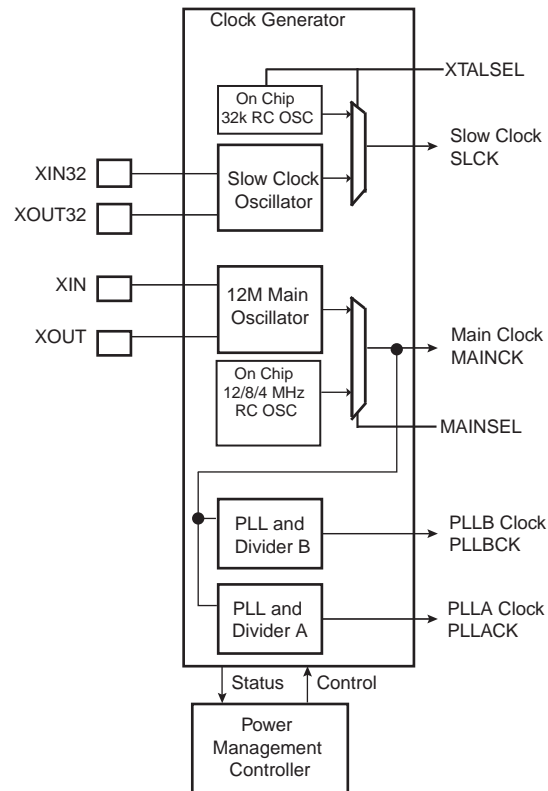 Clock Generator
XTALSEL
On Chip
32k RC OSC
Slow Clock
SLCK
XIN32
Slow Clock
Oscillator
XOUT32
XIN
12M Main
Oscillator
XOUT
Main Clock
MAINCK
On Chip
12/8/4 MHz
RC OSC
MAINSEL
PLL and
Divider B
PLLB Clock
PLLBCK
PLL and
Divider A
PLLA Clock
PLLACK
Status
Control
Power
Management
Controller